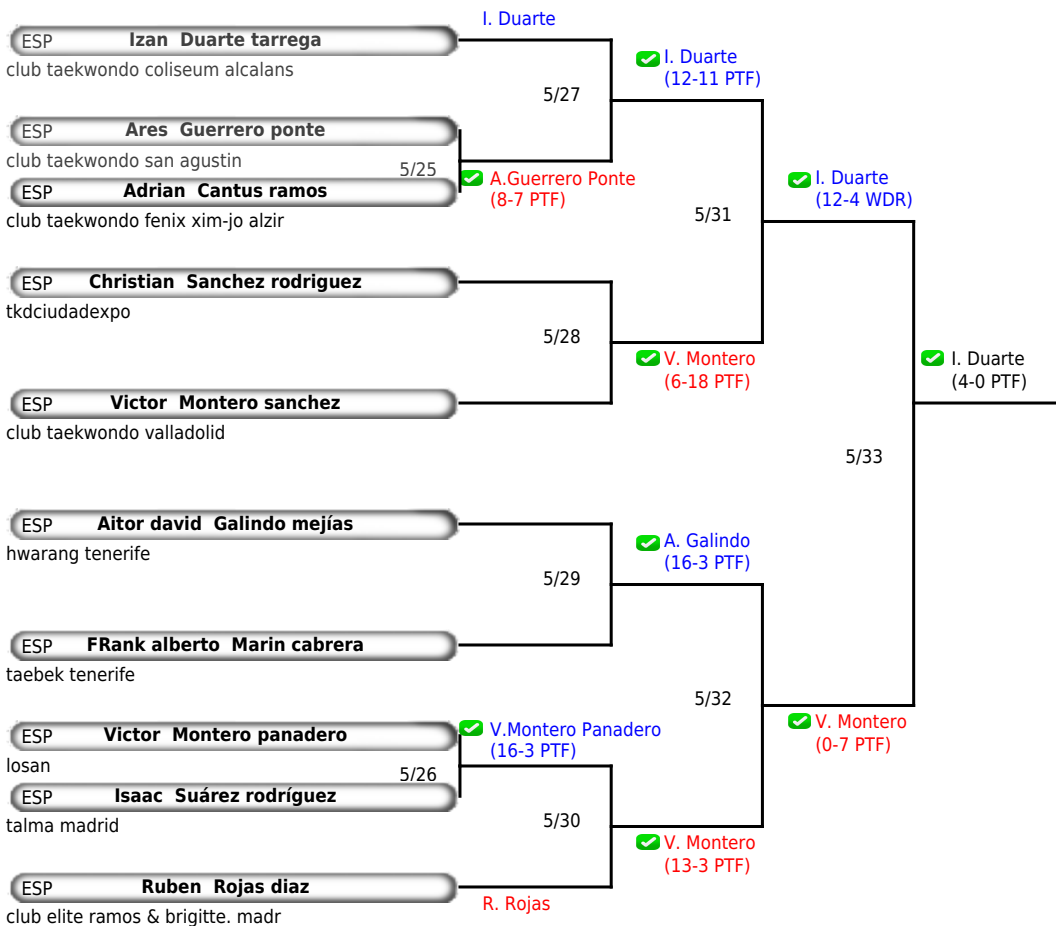 I. Duarte
ESP Izan Duarte tarrega
club taekwondo coliseum alcalans
I. Duarte
(12-11 PTF)
5/27
ESP Ares Guerrero ponte
club taekwondo san agustin
5/25
ESP Adrian Cantus ramos
club taekwondo fenix xim-jo alzir
A.Guerrero Ponte
(8-7 PTF)
I. Duarte
(12-4 WDR)
5/31
ESP Christian Sanchez rodriguez
tkdciudadexpo
5/28
V. Montero
(6-18 PTF)
ESP Victor Montero sanchez
club taekwondo valladolid
I. Duarte
(4-0 PTF)
5/33
ESP Aitor david Galindo mejías
hwarang tenerife
A. Galindo
(16-3 PTF)
5/29
ESP FRank alberto Marin cabrera
taebek tenerife
5/32
V. Montero
(0-7 PTF)
ESP Victor Montero panadero
losan
V.Montero Panadero
(16-3 PTF)
5/26
ESP Isaac Suárez rodríguez
talma madrid
5/30
V. Montero
(13-3 PTF)
ESP Ruben Rojas diaz
club elite ramos & brigitte. madr
R. Rojas